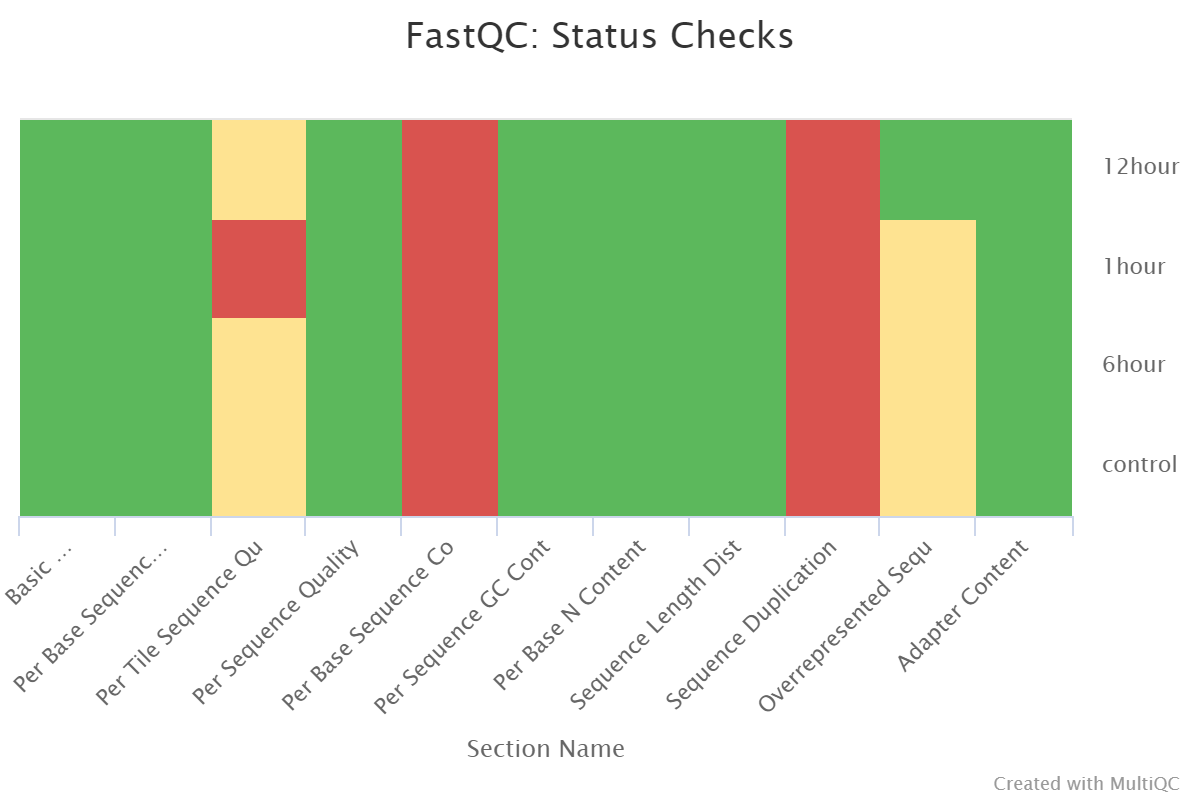 FastQC: Status Checks
12hour
1hour
6hour
control
Basic ...
Per Base Sequenc...
Per Tile Sequence Qu
Per Sequence Quality
Per Base Sequence Co
Per Sequence GC Cont
Per Base N Content
Sequence Length Dist
Sequence Duplication
Overrepresented Sequ
Adapter Content
Section Name
Created with MultiQC